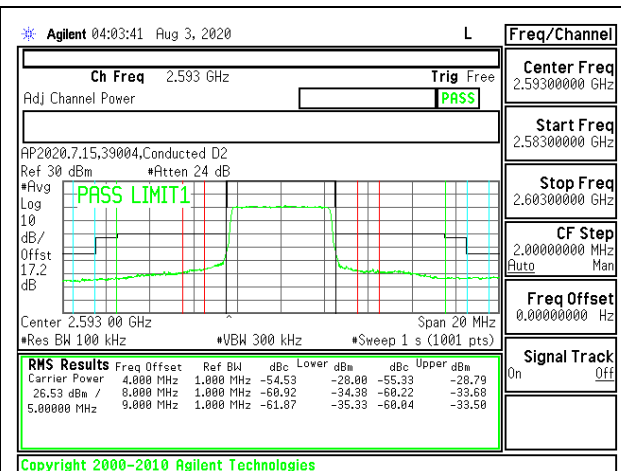 Agilent 04:03:41 Aug 3, 2020 L
Freq/Channel
Ch Freq 2.593 GHz Trig Free
Adj Channel Power PASS
Center Freq
2.59300000 GHz
Start Freq
2.58300000 GHz
AP2020.7.15,39004,Conducted D2
Ref 30 dBm #Atten 24 dB
#Avg
Log
10
dB/
Offst
17.2
dB
PASS LIMIT1
Stop Freq
2.60300000 GHz
CF Step
2.00000000 MHz
Auto Man
Center 2.593 00 GHz Span 20 MHz
#Res BW 100 kHz #VBW 300 kHz #Sweep 1 s (1001 pts)
Freq Offset
0.00000000 Hz
RMS Results Freq Offset Ref BW dBc Lower dBm dBc Upper dBm
Carrier Power 4.000 MHz 1.000 MHz -54.53 -28.00 -55.33 -28.79
26.53 dBm / 8.000 MHz 1.000 MHz -60.92 -34.38 -60.22 -33.68
5.00000 MHz 9.000 MHz 1.000 MHz -61.87 -35.33 -60.04 -33.50
Signal Track
On Off
Copyright 2000-2010 Agilent Technologies